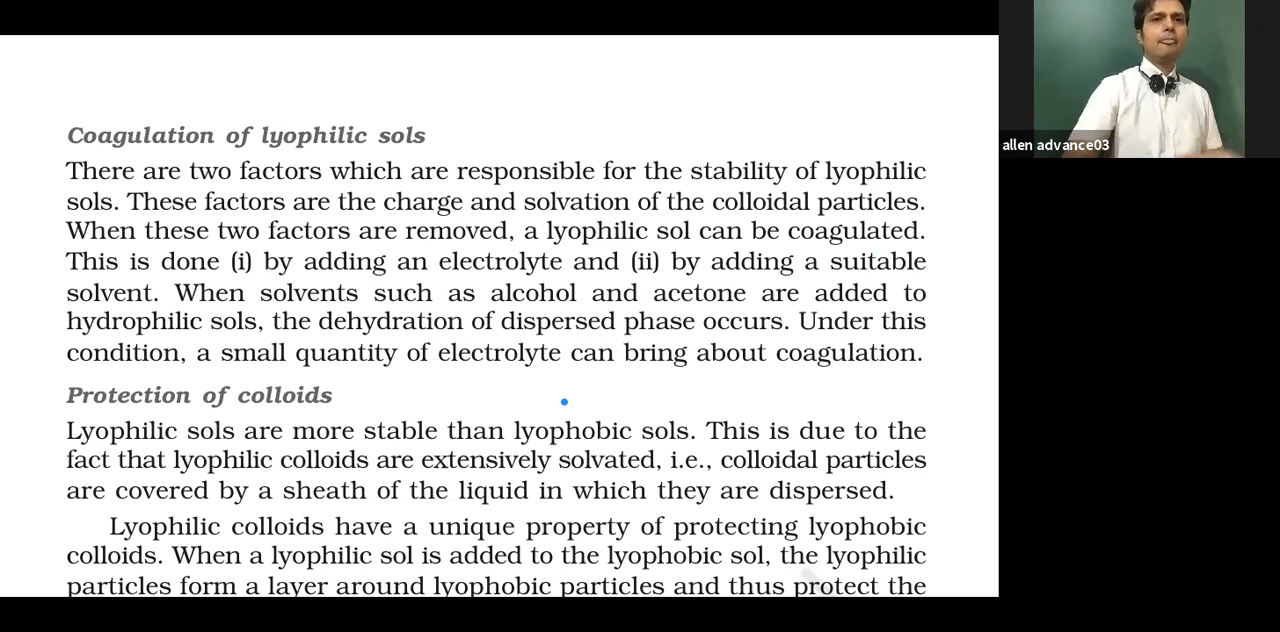 Coagulation of lyophilic sols
There are two factors which are responsible for the stability of lyophilic
sols. These factors are the charge and solvation of the colloidal particles.
When these two factors are removed, a lyophilic sol can be coagulated.
This is done (i) by adding an electrolyte and (ii) by adding a suitable
solvent. When solvents such as alcohol and acetone are added to
hydrophilic sols, the dehydration of dispersed phase occurs. Under this
condition, a small quantity of electrolyte can bring about coagulation.
Protection of colloids
Lyophilic sols are more stable than lyophobic sols. This is due to the
fact that lyophilic colloids are extensively solvated, i.e., colloidal particles
are covered by a sheath of the liquid in which they are dispersed.
Lyophilic colloids have a unique property of protecting lyophobic
colloids. When a lyophilic sol is added to the lyophobic sol, the lyophilic
particles form a layer around lyophobic particles and thus protect the
allen advance03